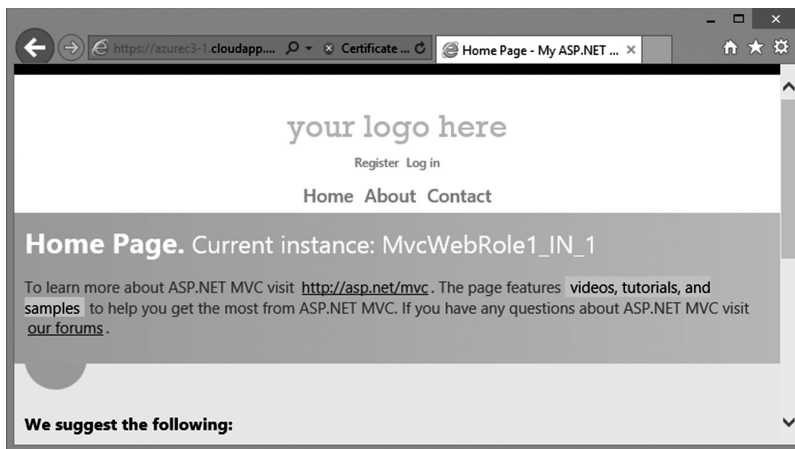 https://azurec3-1.cloudapp.... Certificate ... Home Page - My ASP.NET ...
your logo here
Register Log in
Home About Contact
Home Page. Current instance: MvcWebRole1_IN_1
To learn more about ASP.NET MVC visit http://asp.net/mvc. The page features videos, tutorials, and
samples to help you get the most from ASP.NET MVC. If you have any questions about ASP.NET MVC visit
our forums.
We suggest the following: